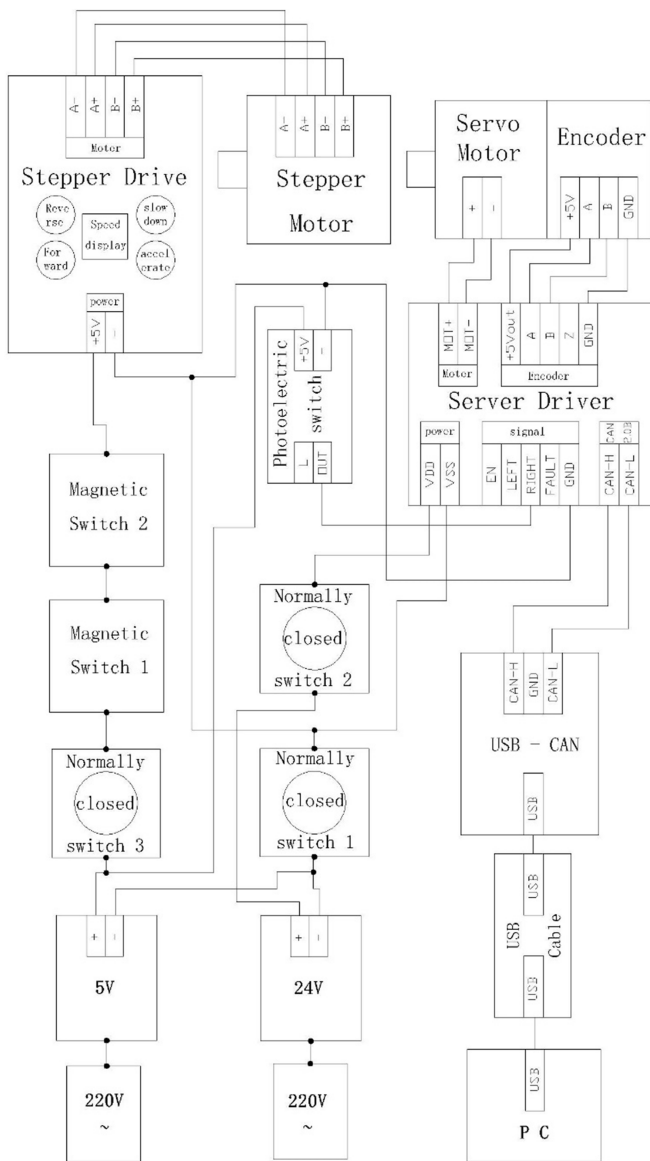 A-
A+
B-
B+
Motor
Stepper Drive
Reve
rse
Speed
display
slow
down
For
ward
accel
erate
power
+5V
-
A-
A+
B-
B+
Stepper
Motor
Servo
Motor
Encoder
+
-
+5V
A
B
GND
MOT+
MOT-
Motor
+5Vout
A
B
Z
GND
Encoder
Server Driver
power
VDD
VSS
signal
EN
LEFT
RIGHT
FAULT
GND
CAN
2.0B
CAN-H
CAN-L
Photoelectric
switch
+5V
-
L
OUT
Magnetic
Switch 2
Magnetic
Switch 1
Normally
closed
switch 3
Normally
closed
switch 2
Normally
closed
switch 1
CAN-H
GND
CAN-L
USB - CAN
USB
USB
USB
Cable
USB
+
-
5V
+
-
24V
220V
~
220V
~
USB
P C